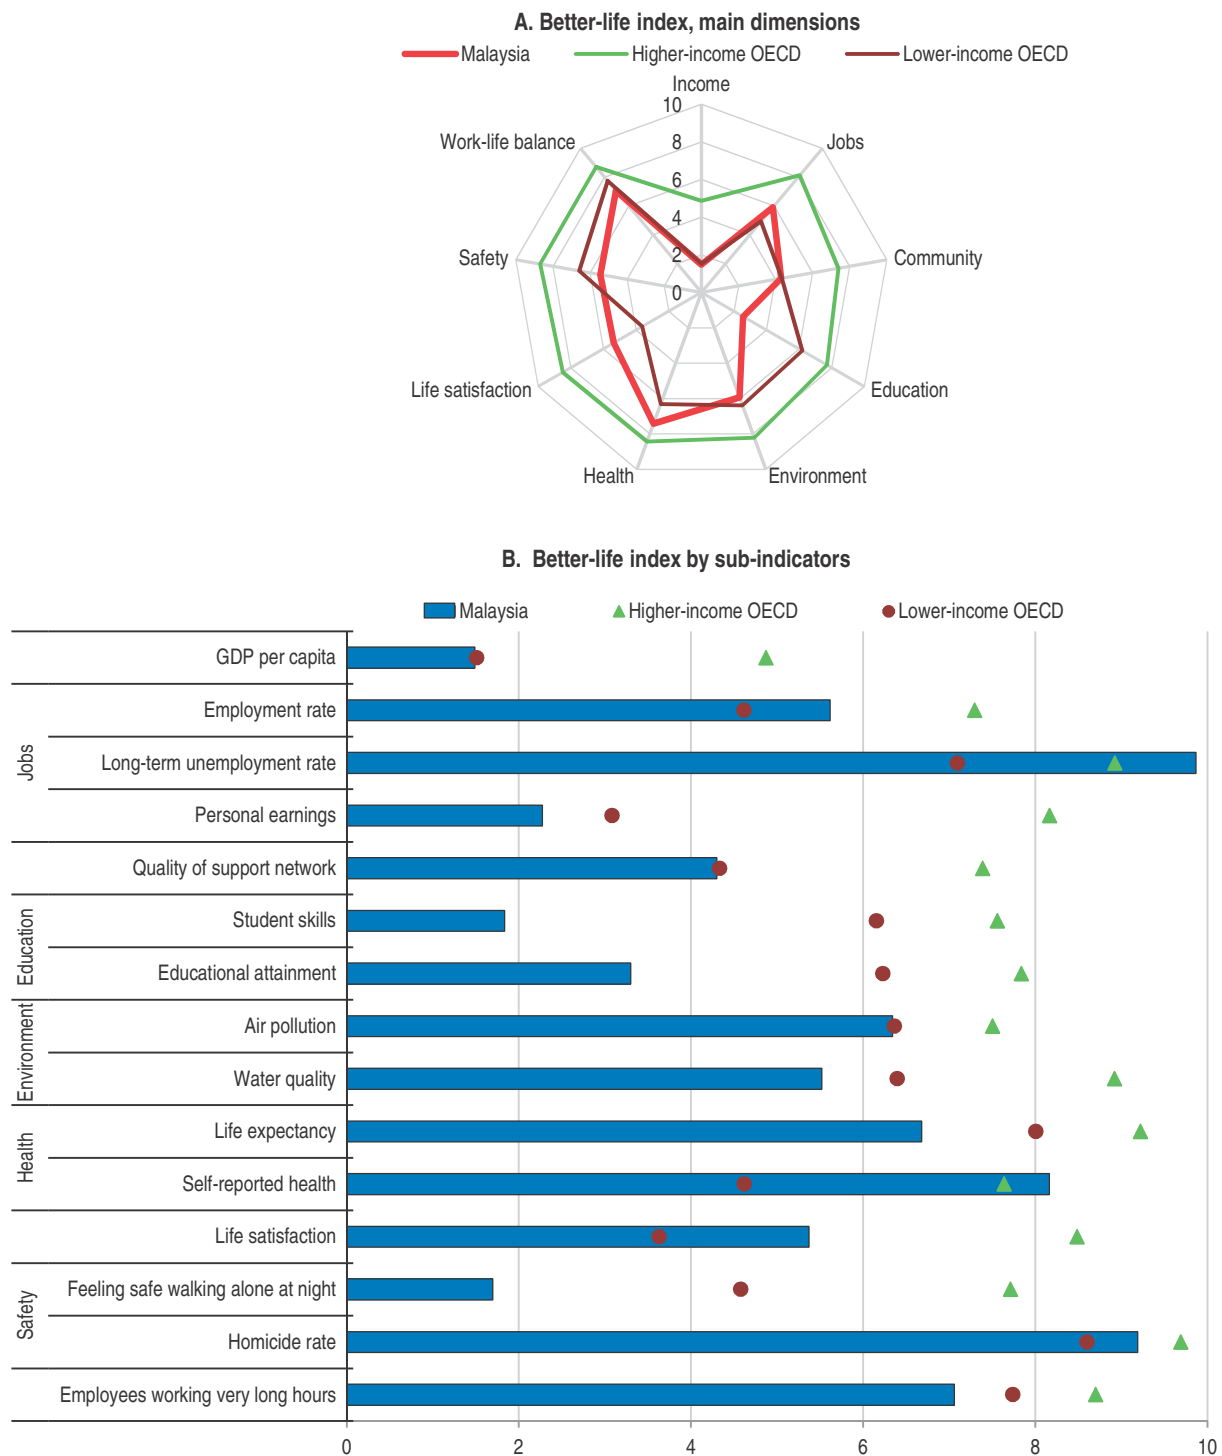 A. Better-life index, main dimensions
Malaysia
Higher-income OECD
Lower-income OECD
Income
10
Work-life balance
Jobs
8
6
4
Safety
Community
2
0
Life satisfaction
Education
Health
Environment
B. Better-life index by sub-indicators
Malaysia
Higher-income OECD
Lower-income OECD
GDP per capita
Jobs
Employment rate
Long-term unemployment rate
Personal earnings
Quality of support network
Education
Student skills
Educational attainment
Environment
Air pollution
Water quality
Health
Life expectancy
Self-reported health
Life satisfaction
Safety
Feeling safe walking alone at night
Homicide rate
Employees working very long hours
0 2 4 6 8 10